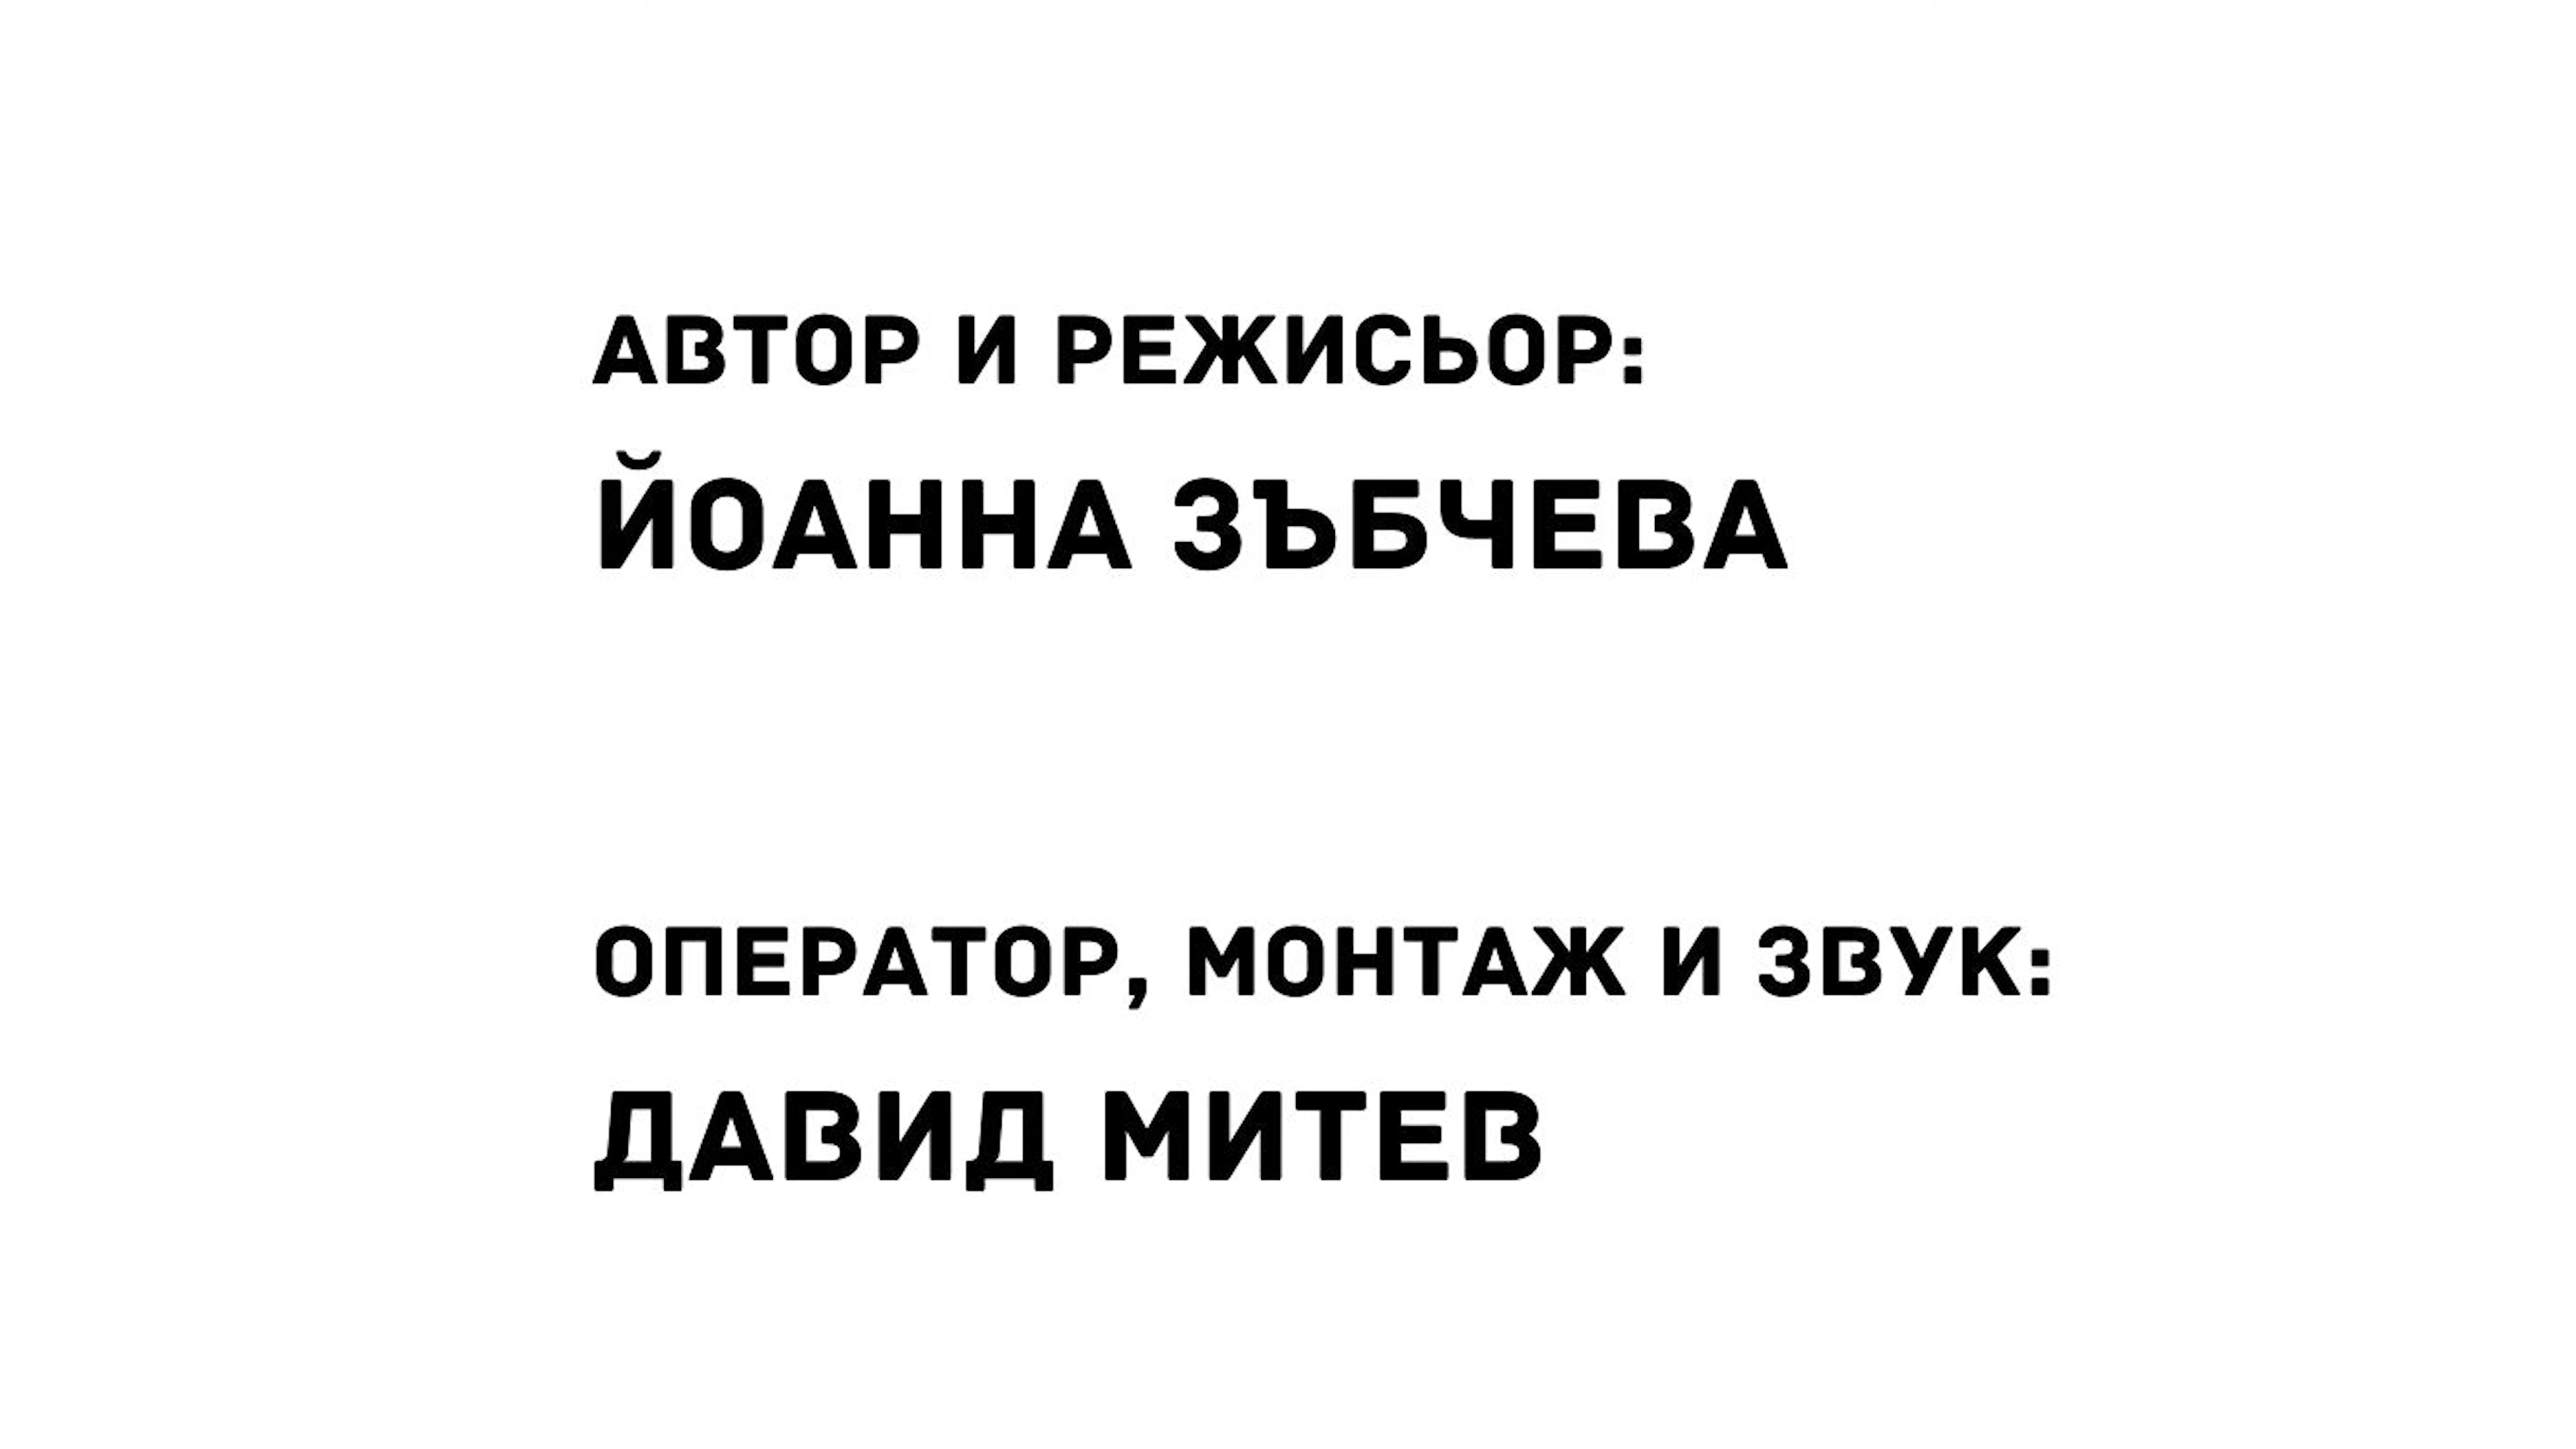 АВТОР И РЕЖИСЬОР:
ЙОАННА ЗЪБЧЕВА
ОПЕРАТОР, МОНТАЖ И ЗВУК:
ДАВИД МИТЕВ